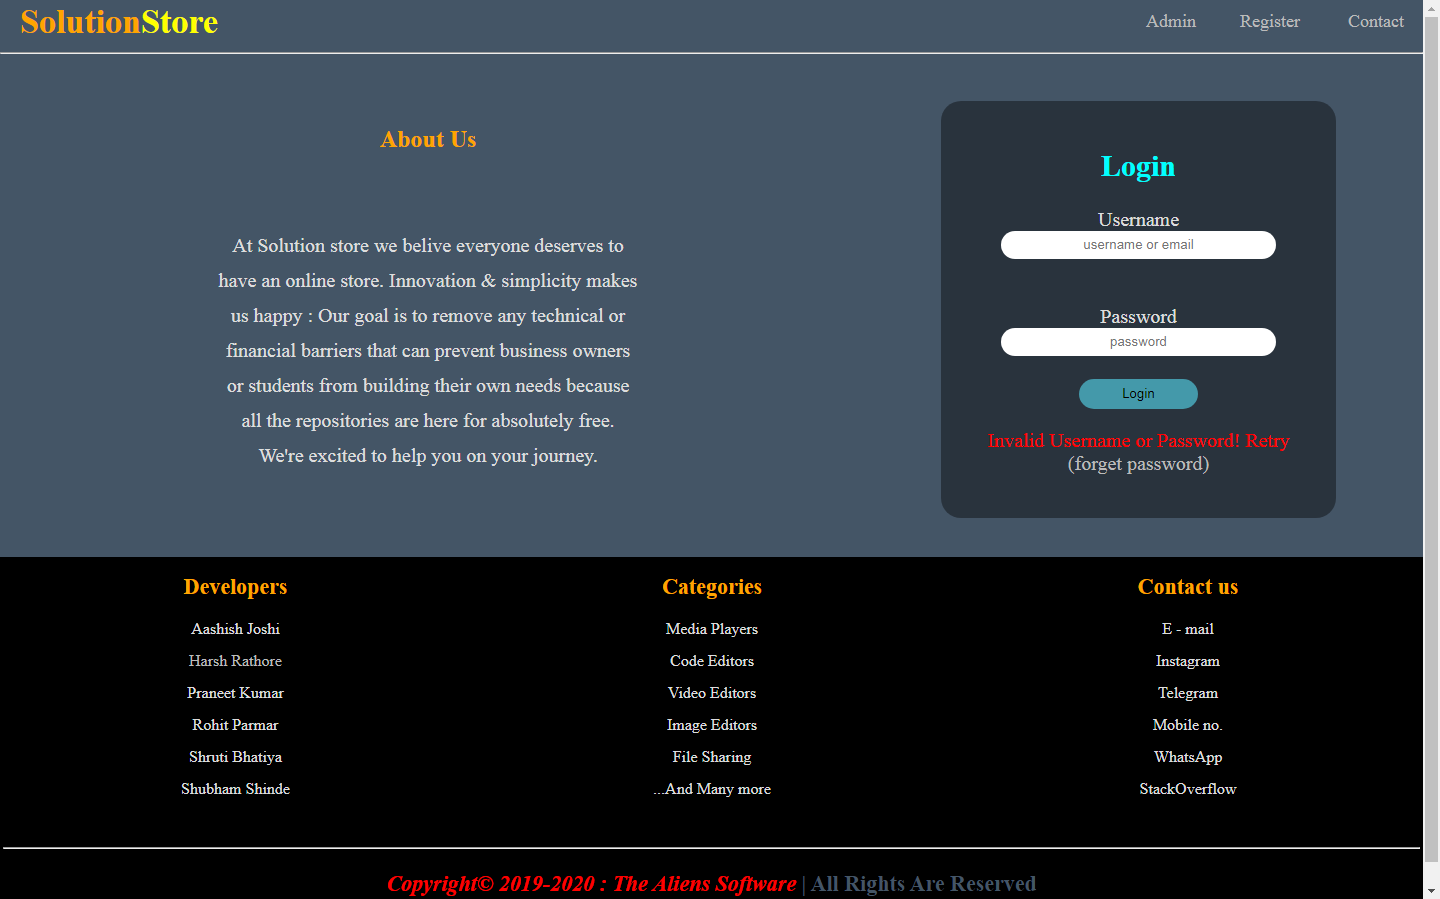 SolutionStore
Admin Register Contact
About Us
At Solution store we belive everyone deserves to
have an online store. Innovation & simplicity makes
us happy : Our goal is to remove any technical or
financial barriers that can prevent business owners
or students from building their own needs because
all the repositories are here for absolutely free.
We're excited to help you on your journey.
Login
Username
username or email
Password
password
Login
Invalid Username or Password! Retry
(forget password)
Developers
Aashish Joshi
Harsh Rathore
Praneet Kumar
Rohit Parmar
Shruti Bhatiya
Shubham Shinde
Categories
Media Players
Code Editors
Video Editors
Image Editors
File Sharing
...And Many more
Contact us
E - mail
Instagram
Telegram
Mobile no.
WhatsApp
StackOverflow
Copyright© 2019-2020 : The Aliens Software | All Rights Are Reserved